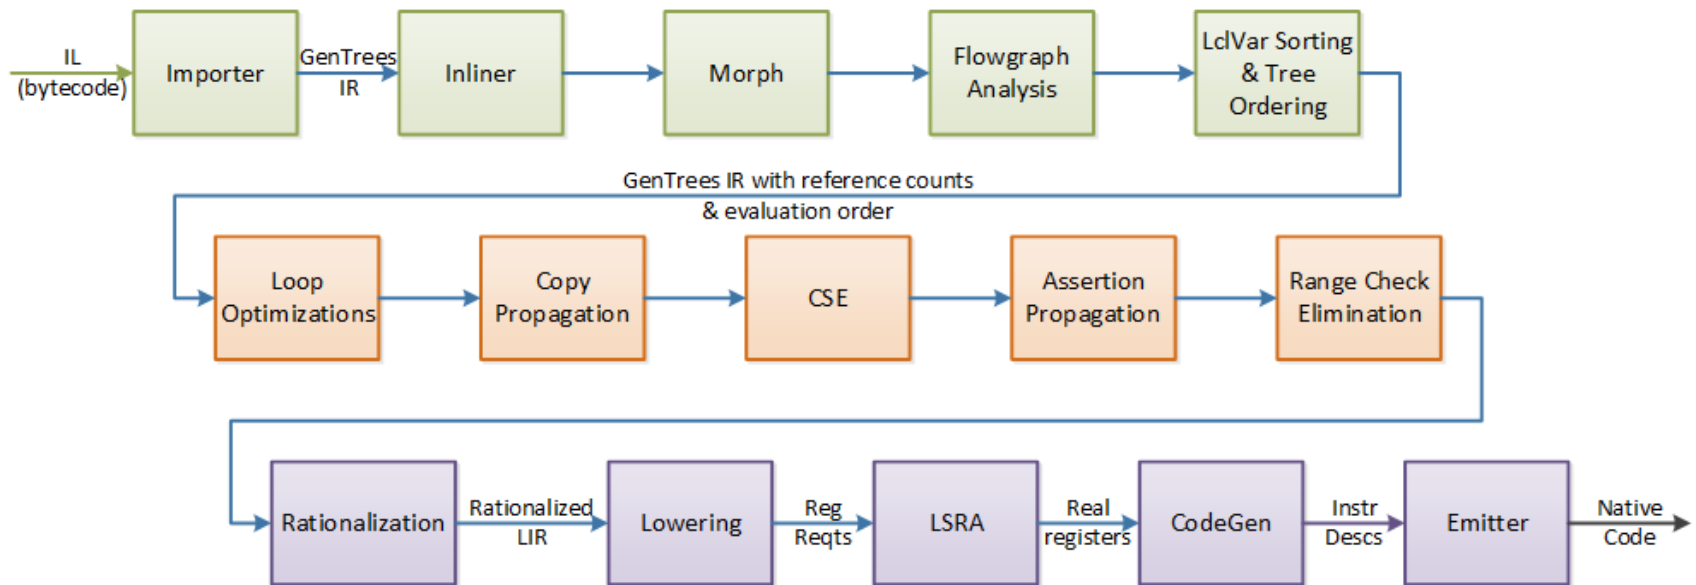 IL
(bytecode)
Importer
GenTrees
IR
Inliner
Morph
Flowgraph
Analysis
LclVar Sorting
& Tree
Ordering
GenTrees IR with reference counts
& evaluation order
Loop
Optimizations
Copy
Propagation
CSE
Assertion
Propagation
Range Check
Elimination
Rationalization
Rationalized
LIR
Lowering
Reg
Reqts
LSRA
Real
registers
CodeGen
Instr
Descs
Emitter
Native
Code